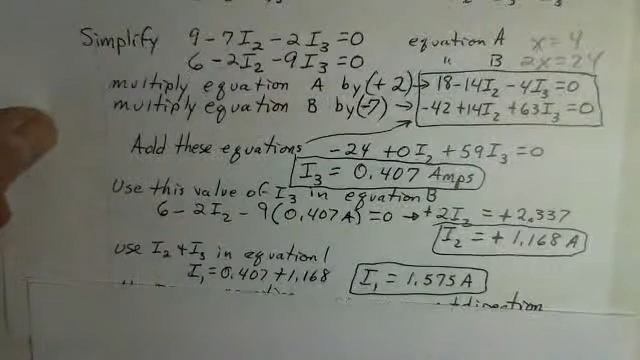 Simplify 9-7I₂-2I₃=0 equation A x=4
6-2I₂-9I₃=0 " B 2x=24
multiply equation A by (+2)→ 18-14I₂-4I₃=0
multiply equation B by (-7) → -42+14I₂+63I₃=0
Add these equations -24+0I₂+59I₃=0
I₃ = 0.407 Amps
Use this value of I₃ in equation B
6-2I₂-9(0.407A)=0 → +2I₂ = +2.337
I₂ = +1.168 A
use I₂ + I₃ in equation 1
I₁=0.407+1.168 I₁ = 1.575A